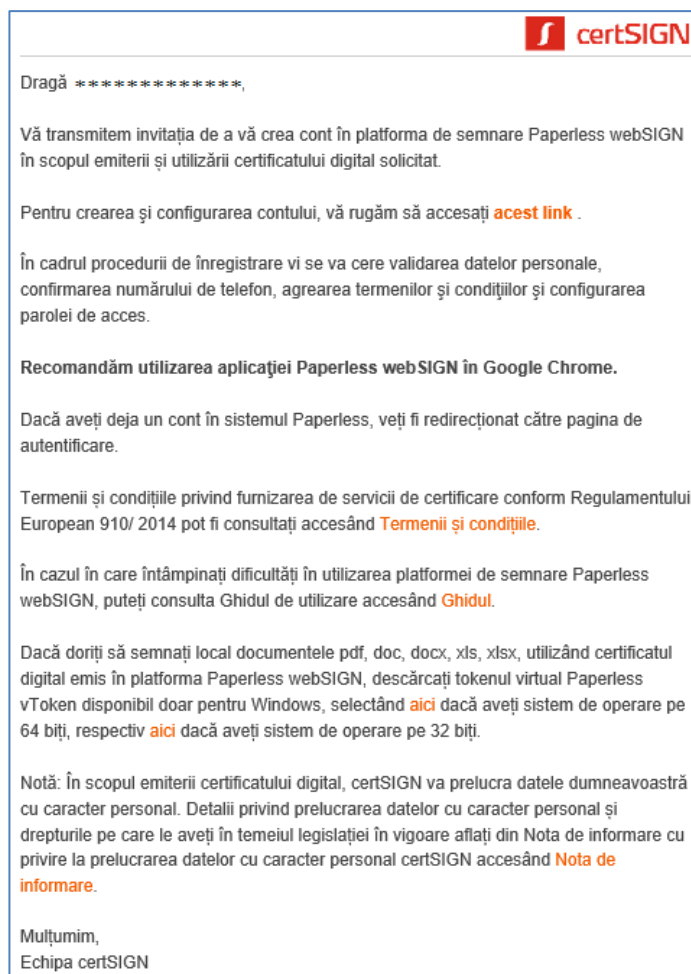 certSIGN
Dragă *************,
Vă transmitem invitația de a vă crea cont în platforma de semnare Paperless webSIGN
în scopul emiterii și utilizării certificatului digital solicitat.
Pentru crearea şi configurarea contului, vă rugăm să accesați acest link .
În cadrul procedurii de înregistrare vi se va cere validarea datelor personale,
confirmarea numărului de telefon, agrearea termenilor şi condiţiilor şi configurarea
parolei de acces.
Recomandăm utilizarea aplicaţiei Paperless webSIGN în Google Chrome.
Dacă aveți deja un cont în sistemul Paperless, veți fi redirecționat către pagina de
autentificare.
Termenii și condițiile privind furnizarea de servicii de certificare conform Regulamentului
European 910/ 2014 pot fi consultați accesând Termenii și condițiile.
În cazul în care întâmpinați dificultăți în utilizarea platformei de semnare Paperless
webSIGN, puteți consulta Ghidul de utilizare accesând Ghidul.
Dacă doriți să semnați local documentele pdf, doc, docx, xls, xlsx, utilizând certificatul
digital emis în platforma Paperless webSIGN, descărcați tokenul virtual Paperless
vToken disponibil doar pentru Windows, selectând aici dacă aveți sistem de operare pe
64 biți, respectiv aici dacă aveți sistem de operare pe 32 biți.
Notă: În scopul emiterii certificatului digital, certSIGN va prelucra datele dumneavoastră
cu caracter personal. Detalii privind prelucrarea datelor cu caracter personal și
drepturile pe care le aveți în temeiul legislației în vigoare aflați din Nota de informare cu
privire la prelucrarea datelor cu caracter personal certSIGN accesând Nota de
informare.
Mulțumim,
Echipa certSIGN